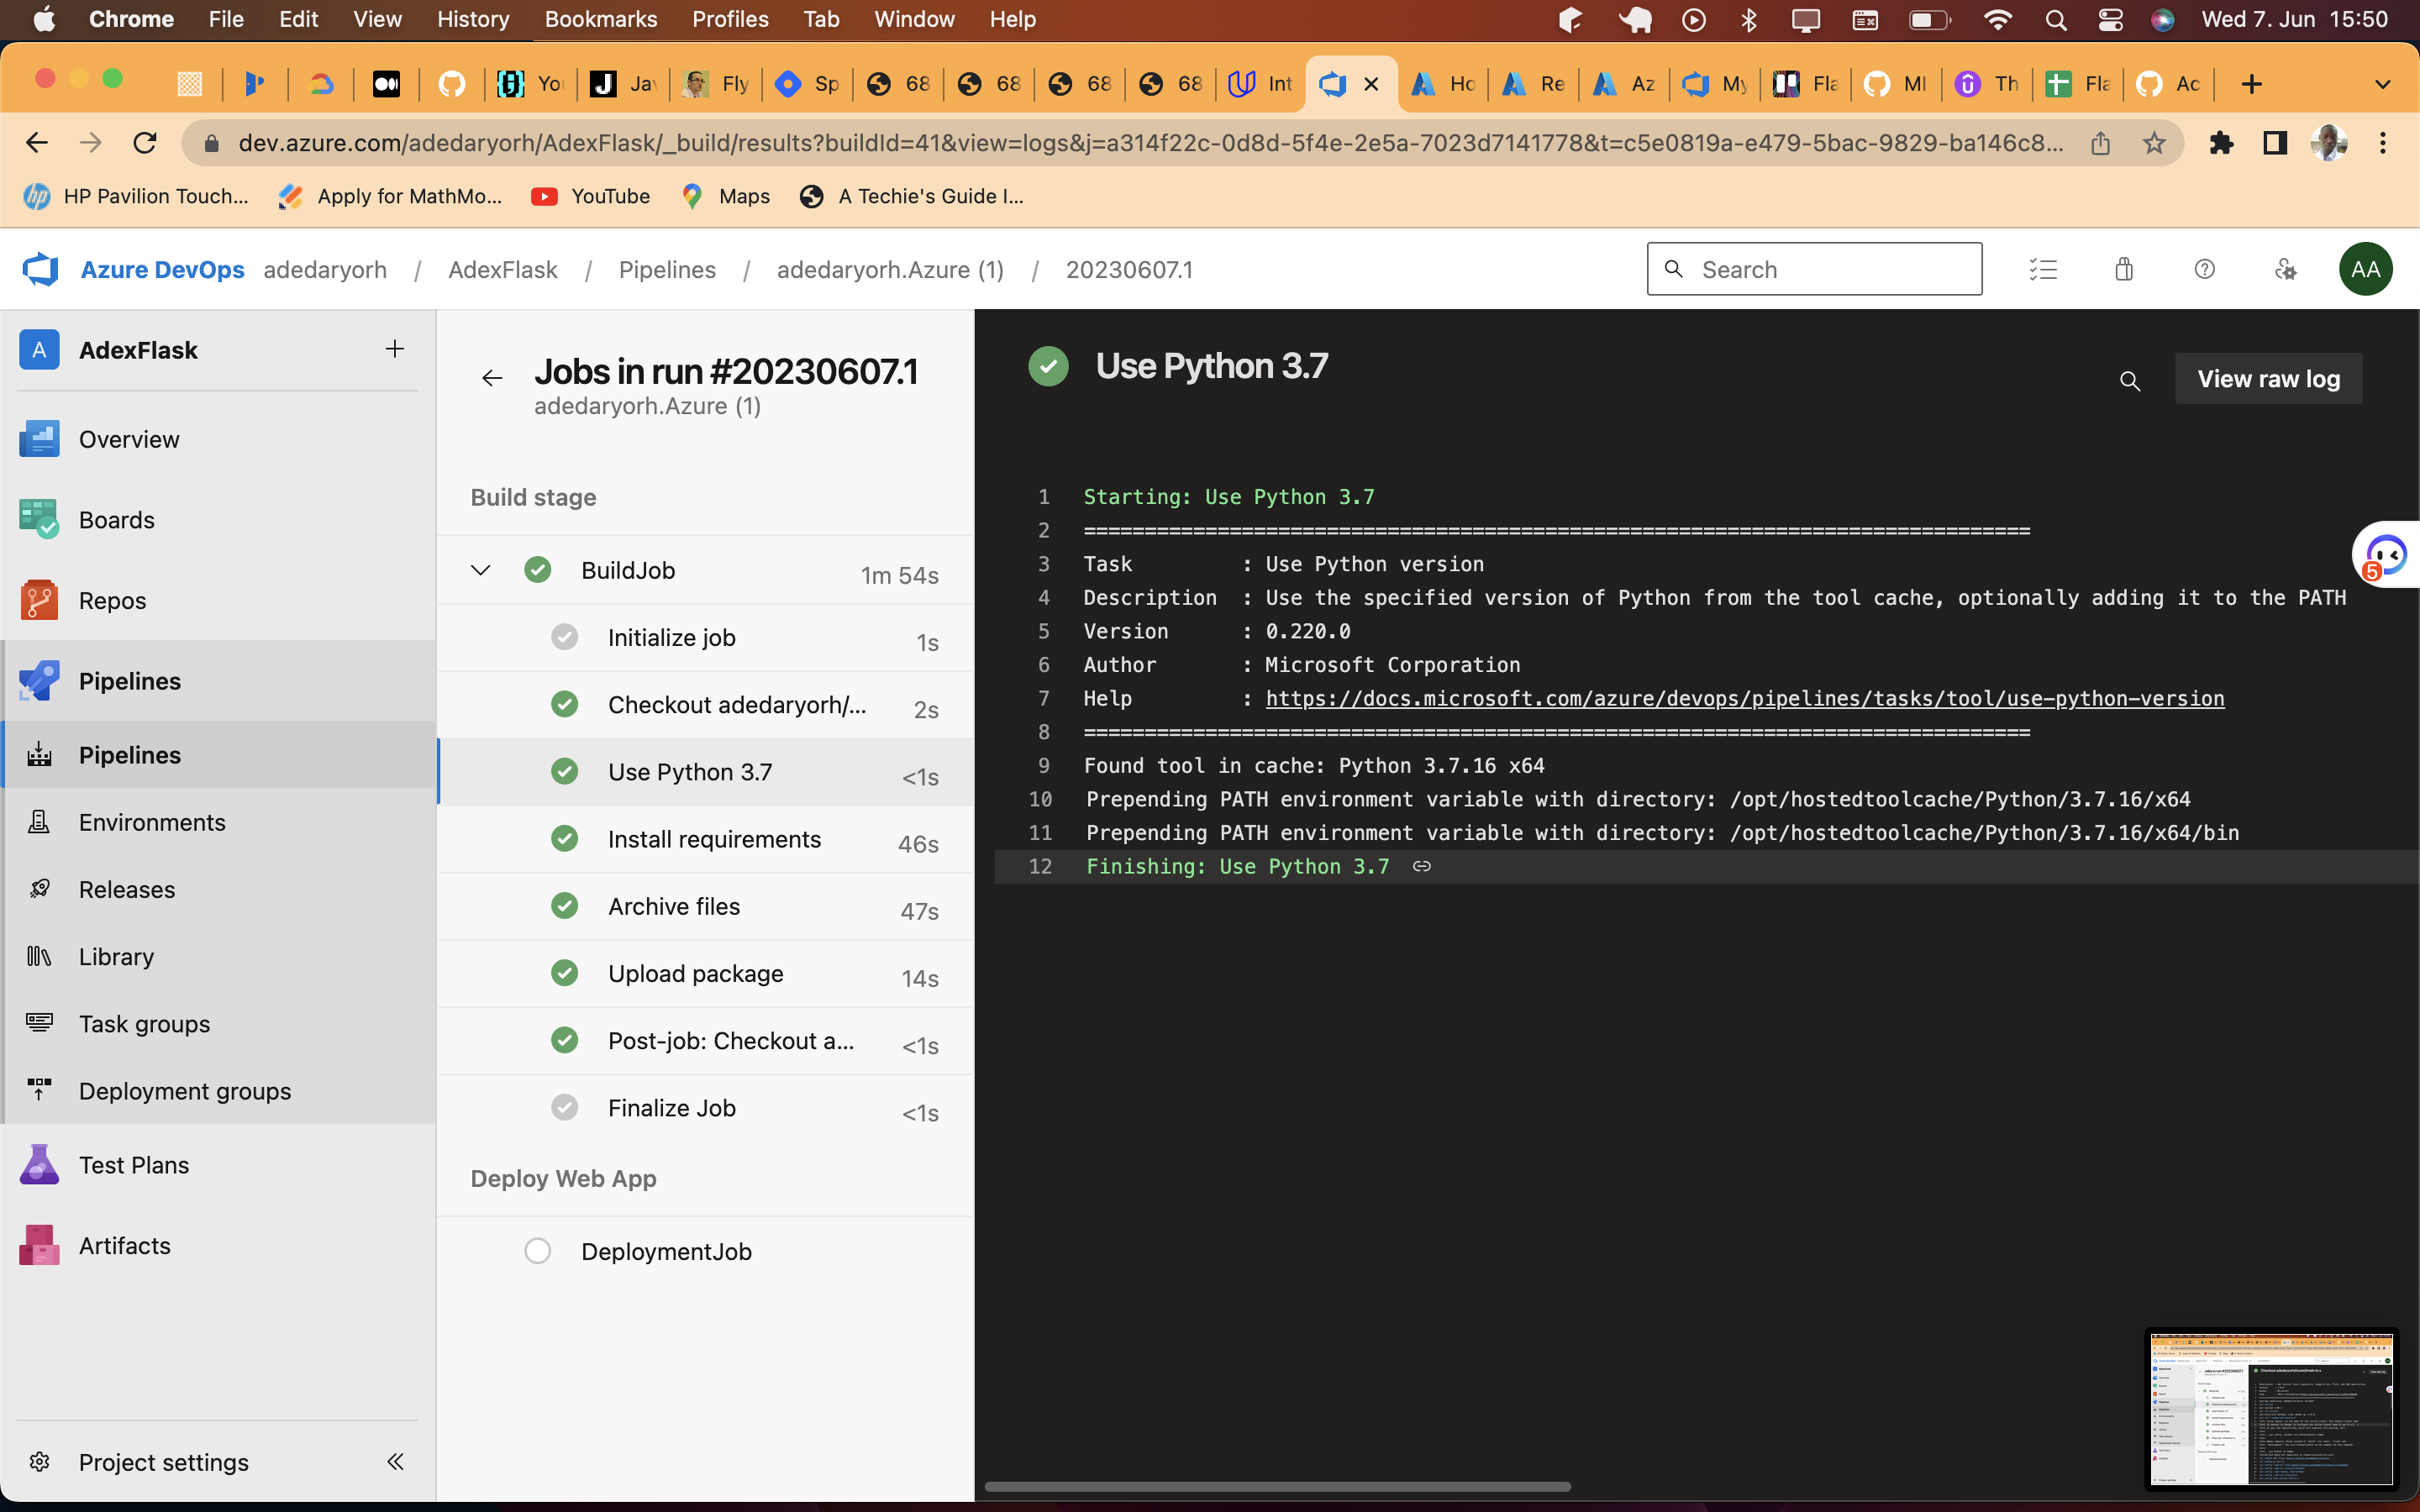 Chrome File Edit View History Bookmarks Profiles Tab Window Help Wed 7. Jun 15:50
You Jav Fly Sp 68 68 68 68 Int Ho Re Az My Fla MI Th Fla Ac
dev.azure.com/adedaryorh/AdexFlask/_build/results?buildId=41&view=logs&j=a314f22c-0d8d-5f4e-2e5a-7023d7141778&t=c5e0819a-e479-5bac-9829-ba146c8...
HP Pavilion Touch... Apply for MathMo... YouTube Maps A Techie's Guide I...
Azure DevOps adedaryorh / AdexFlask / Pipelines / adedaryorh.Azure (1) / 20230607.1
Search
AA
A AdexFlask
Overview
Boards
Repos
Pipelines
Pipelines
Environments
Releases
Library
Task groups
Deployment groups
Test Plans
Artifacts
Project settings
Jobs in run #20230607.1
adedaryorh.Azure (1)
Build stage
BuildJob 1m 54s
Initialize job 1s
Checkout adedaryorh/... 2s
Use Python 3.7 <1s
Install requirements 46s
Archive files 47s
Upload package 14s
Post-job: Checkout a... <1s
Finalize Job <1s
Deploy Web App
DeploymentJob
Use Python 3.7
View raw log
1 Starting: Use Python 3.7
2 ==============================================================================
3 Task : Use Python version
4 Description : Use the specified version of Python from the tool cache, optionally adding it to the PATH
5 Version : 0.220.0
6 Author : Microsoft Corporation
7 Help : https://docs.microsoft.com/azure/devops/pipelines/tasks/tool/use-python-version
8 ==============================================================================
9 Found tool in cache: Python 3.7.16 x64
10 Prepending PATH environment variable with directory: /opt/hostedtoolcache/Python/3.7.16/x64
11 Prepending PATH environment variable with directory: /opt/hostedtoolcache/Python/3.7.16/x64/bin
12 Finishing: Use Python 3.7
5